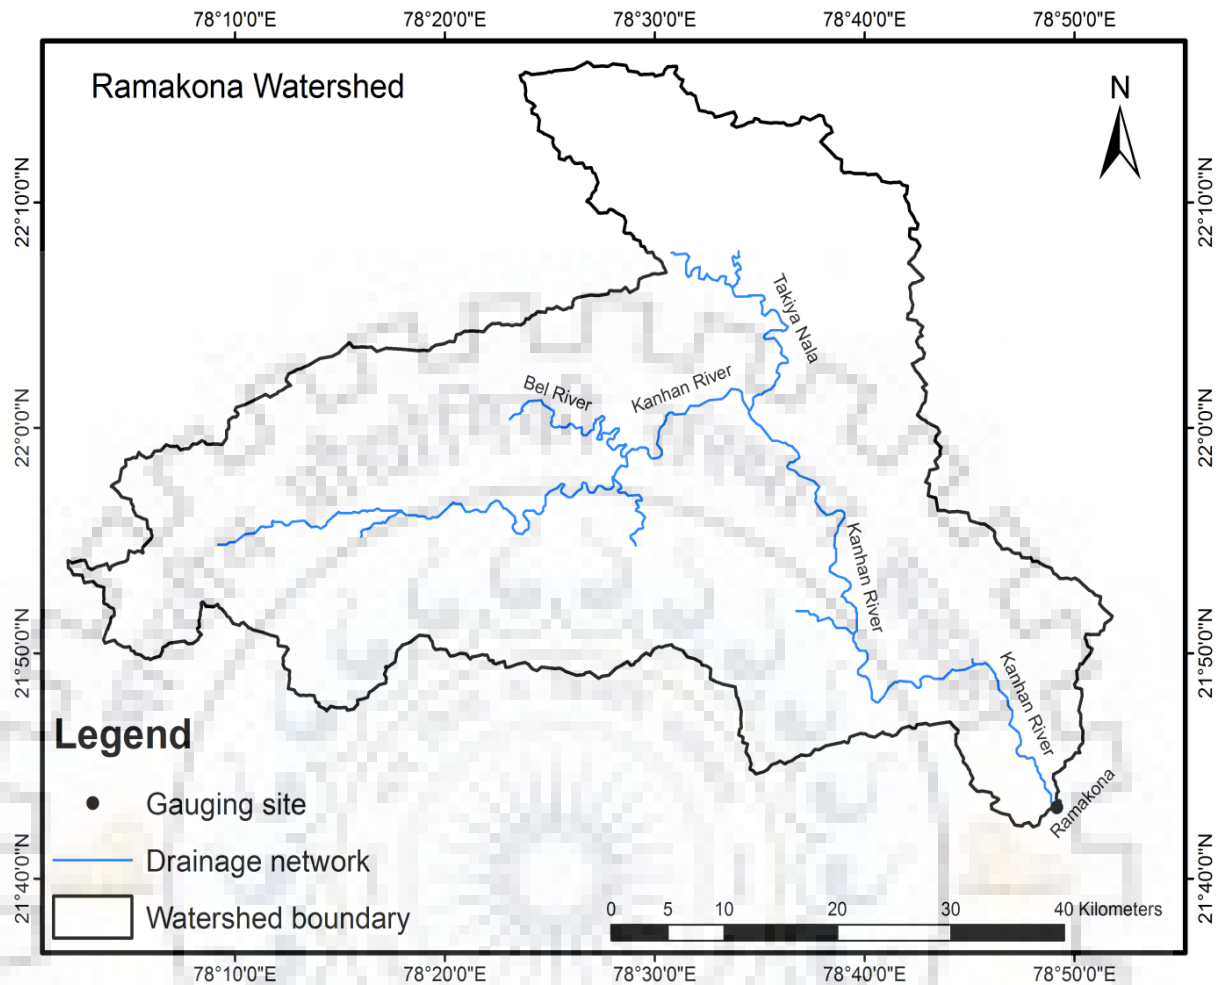 78°10'0"E 78°20'0"E 78°30'0"E 78°40'0"E 78°50'0"E
Ramakona Watershed
N
22°10'0"N
22°10'0"N
Takiya Nala
Bel River
Kanhan River
22°0'0"N
22°0'0"N
Kanhan River
21°50'0"N
21°50'0"N
Kanhan River
Ramakona
Legend
Gauging site
Drainage network
Watershed boundary
21°40'0"N
21°40'0"N
0 5 10 20 30 40 Kilometers
78°10'0"E 78°20'0"E 78°30'0"E 78°40'0"E 78°50'0"E